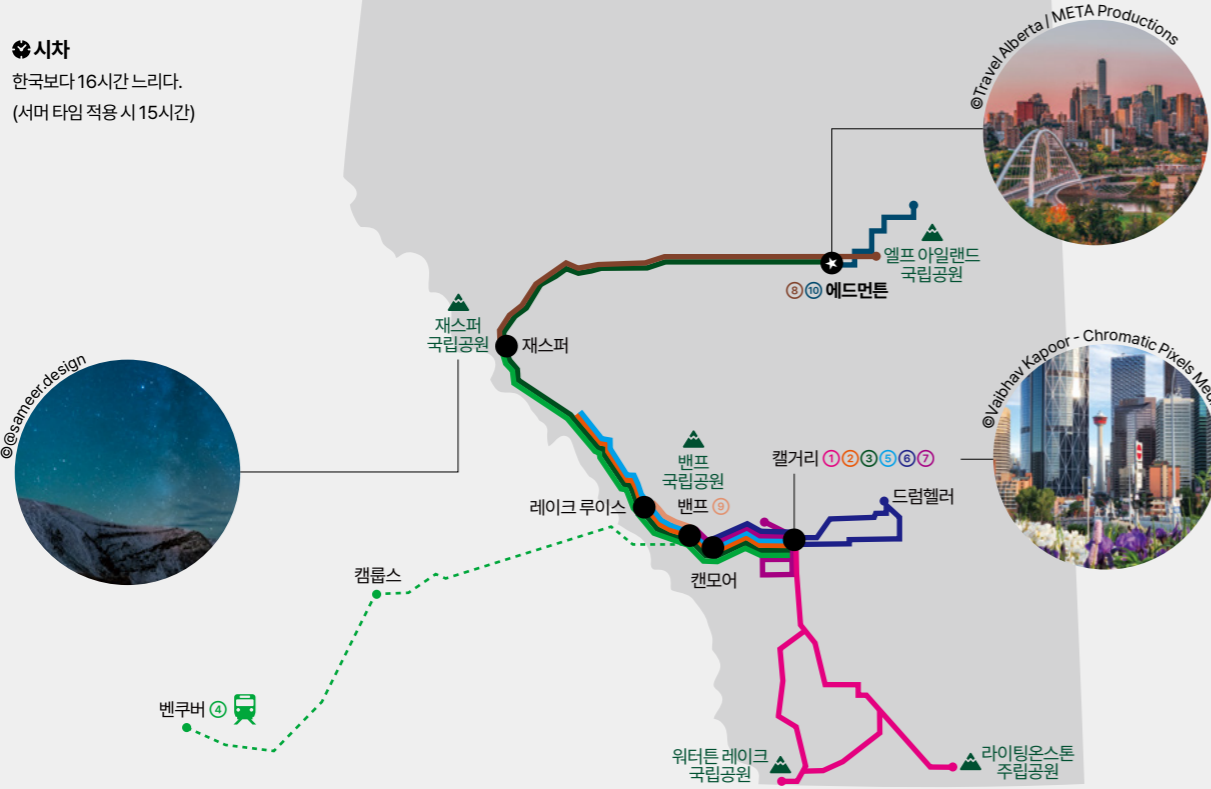 시차
한국보다 16시간 느리다.
(서머 타임 적용 시 15시간)
©Travel Alberta / META Productions
엘프 아일랜드
국립공원
⑧⑩ 에드먼튼
재스퍼
국립공원
재스퍼
©@sameer.design
©Vaibhav Kapoor - Chromatic Pixels Med
밴프
국립공원
캘거리 ①②③⑤⑥⑦
드럼헬러
레이크 루이스
밴프 ⑨
캔모어
캠룹스
벤쿠버 ④
워터튼 레이크
국립공원
라이팅온스톤
주립공원